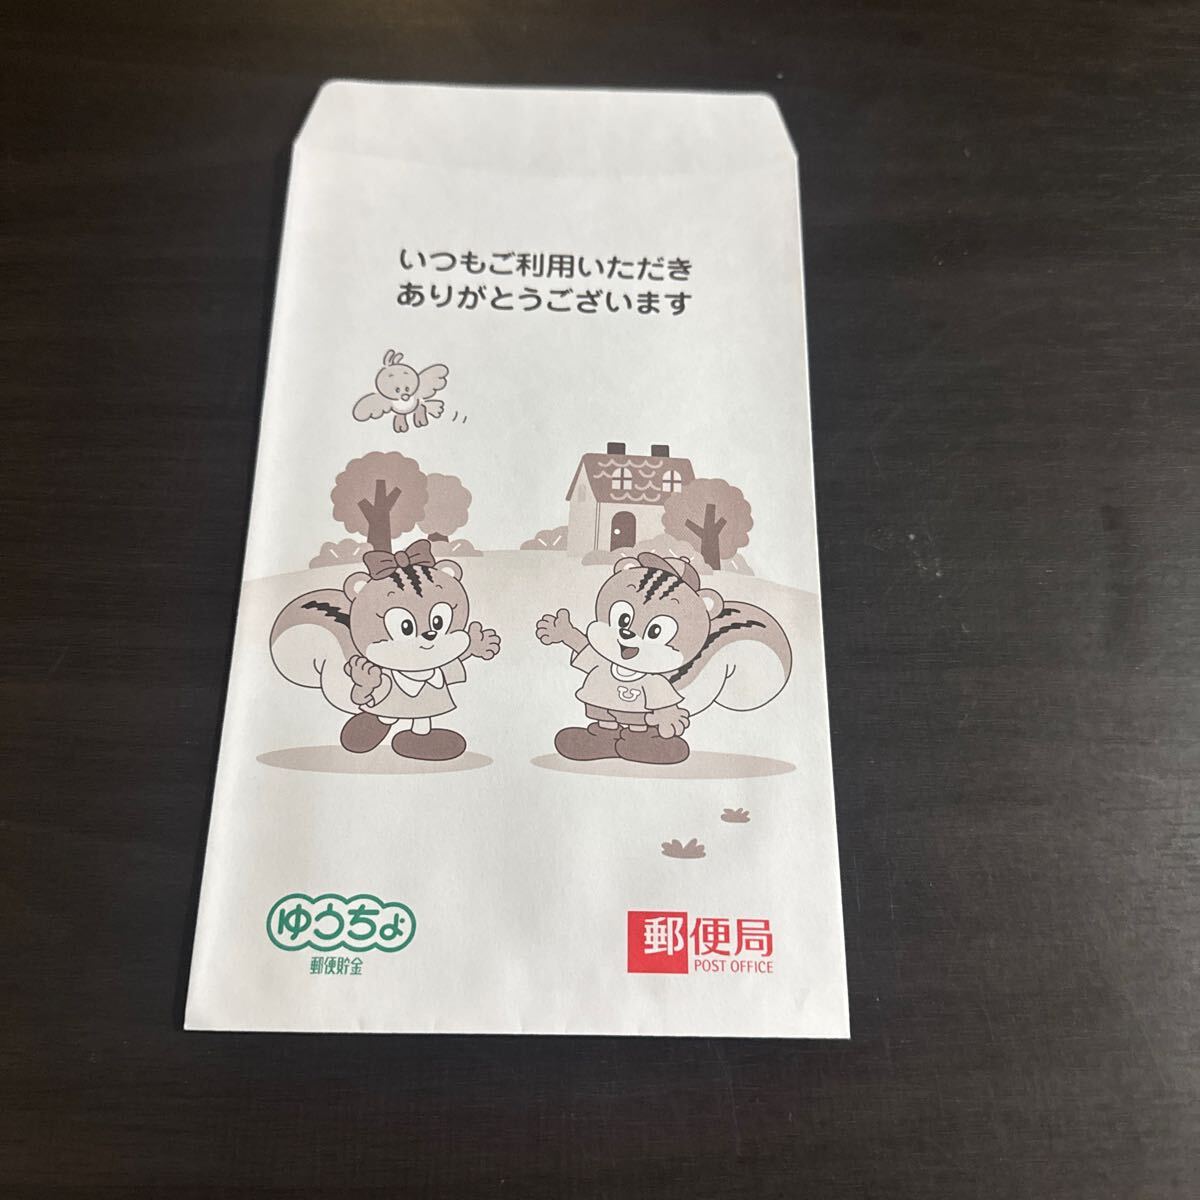 いつもご利用いただき
ありがとうございます
U
ゆうちょ
郵便貯金
郵便局
POST OFFICE